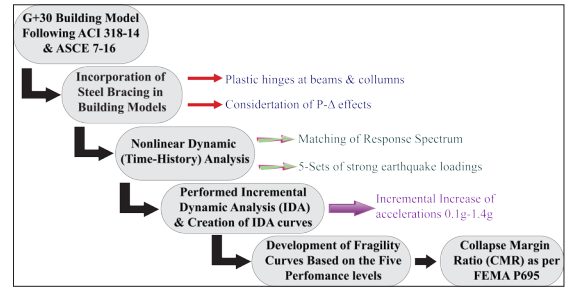 G+30 Building Model
Following ACI 318-14
& ASCE 7-16
Incorporation of
Steel Bracing in
Building Models
Plastic hinges at beams & collumns
Considertation of P-Δ effects
Nonlinear Dynamic
(Time-History) Analysis
Matching of Response Spectrum
5-Sets of strong earthquake loadings
Performed Incremental
Dynamic Analysis (IDA)
& Creation of IDA curves
Incremental Increase of
accelerations 0.1g-1.4g
Development of Fragility
Curves Based on the Five
Perfomance levels
Collapse Margin
Ratio (CMR) as per
FEMA P695